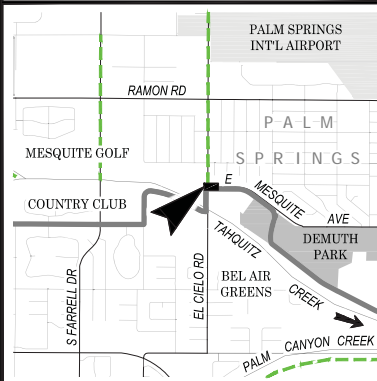 PALM SPRINGS
INT'L AIRPORT
RAMON RD
PALM
SPRINGS
MESQUITE GOLF
COUNTRY CLUB
E MESQUITE AVE
TAHQUITZ CREEK
DEMUTH
PARK
BEL AIR
GREENS
S FARRELL DR
EL CIELO RD
PALM CANYON CREEK